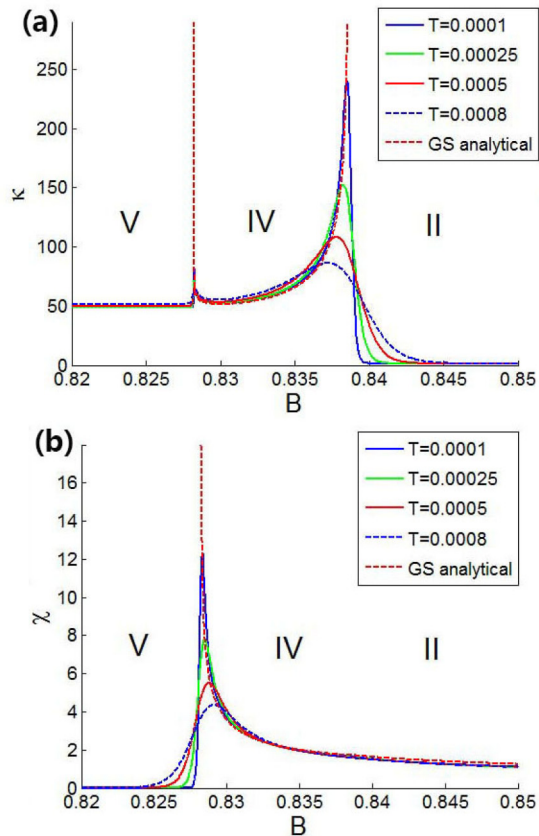 (a)
T=0.0001
T=0.00025
T=0.0005
T=0.0008
GS analytical
κ
250
200
150
100
50
0
V
IV
II
0.82
0.825
0.83
0.835
0.84
0.845
0.85
B
(b)
T=0.0001
T=0.00025
T=0.0005
T=0.0008
GS analytical
χ
16
14
12
10
8
6
4
2
0
V
IV
II
0.82
0.825
0.83
0.835
0.84
0.845
0.85
B